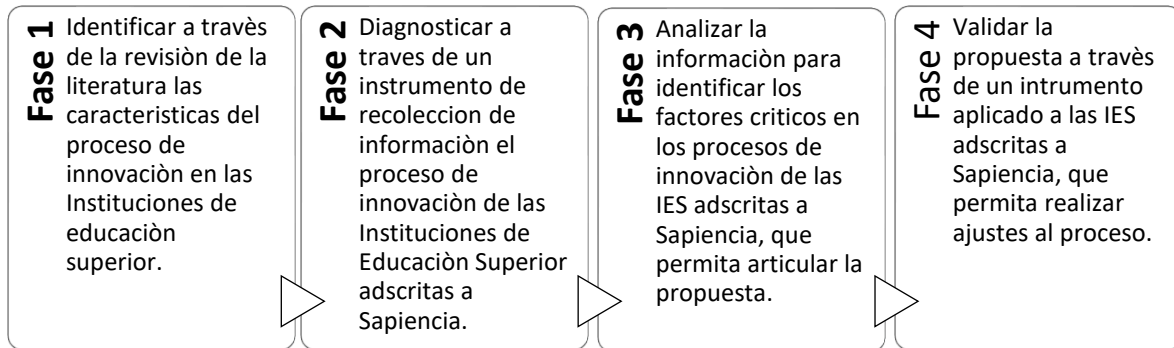 Fase 1
Identificar a travès
de la revisiòn de la
literatura las
caracteristicas del
proceso de
innovaciòn en las
Instituciones de
educaciòn
superior.
Fase 2
Diagnosticar a
traves de un
instrumento de
recoleccion de
informaciòn el
proceso de
innovaciòn de las
Instituciones de
Educaciòn Superior
adscritas a
Sapiencia.
Fase 3
Analizar la
informaciòn para
identificar los
factores criticos en
los procesos de
innovaciòn de las
IES adscritas a
Sapiencia, que
permita articular la
propuesta.
Fase 4
Validar la
propuesta a travès
de un intrumento
aplicado a las IES
adscritas a
Sapiencia, que
permita realizar
ajustes al proceso.